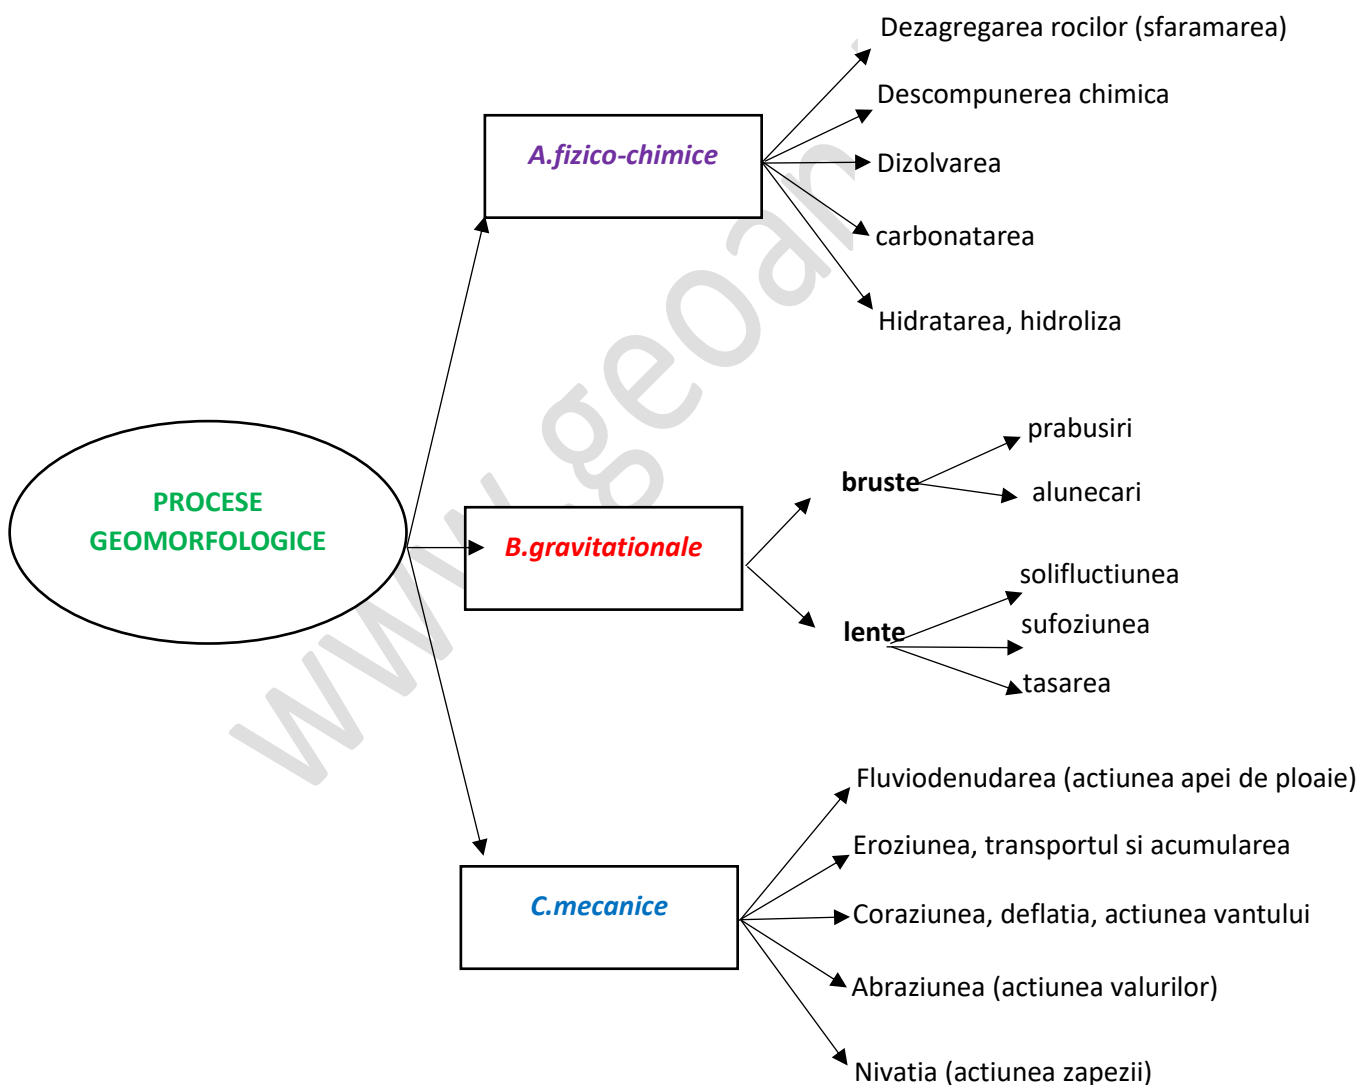 Dezagregarea rocilor (sfaramarea)
Descompunerea chimica
A.fizico-chimice
Dizolvarea
carbonatarea
Hidratarea, hidroliza
prabusiri
bruste
alunecari
PROCESE
GEOMORFOLOGICE
B.gravitationale
solifluctiunea
lente
sufoziunea
tasarea
Fluviodenudarea (actiunea apei de ploaie)
Eroziunea, transportul si acumularea
C.mecanice
Coraziunea, deflatia, actiunea vantului
Abraziunea (actiunea valurilor)
Nivatia (actiunea zapezii)